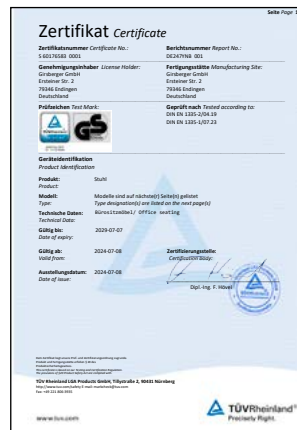 Seite Page 1
Zertifikat Certificate
Zertifikatsnummer Certificate No.:
S 60176583 0001
Berichtsnummer Report No.:
DE247YNB 001
Genehmigungsinhaber License Holder:
Girsberger GmbH
Ersteiner Str. 2
79346 Endingen
Deutschland
Fertigungsstätte Manufacturing Site:
Girsberger GmbH
Ersteiner Str. 2
79346 Endingen
Deutschland
Prüfzeichen Test Mark:
GS
Geprüft nach Tested according to:
DIN EN 1335-2/04.19
DIN EN 1335-1/07.23
Geräteidentifikation
Product Identification
Produkt: Stuhl
Product:
Modell: Modelle sind auf nächste(r) Seite(n) gelistet
Type: Type designation(s) are listed on the next page(s)
Technische Daten: Bürositzmöbel/ Office seating
Technical Data:
Gültig bis: 2029-07-07
Date of expiry:
Gültig ab: 2024-07-08
Valid from:
Zertifizierungsstelle:
Certification body:
Ausstellungsdatum: 2024-07-08
Date of issue:
Dipl.-Ing. F. Hövel
TÜV Rheinland LGA Products GmbH, Tillystraße 2, 90431 Nürnberg
www.tuv.com
TÜVRheinland®
Precisely Right.